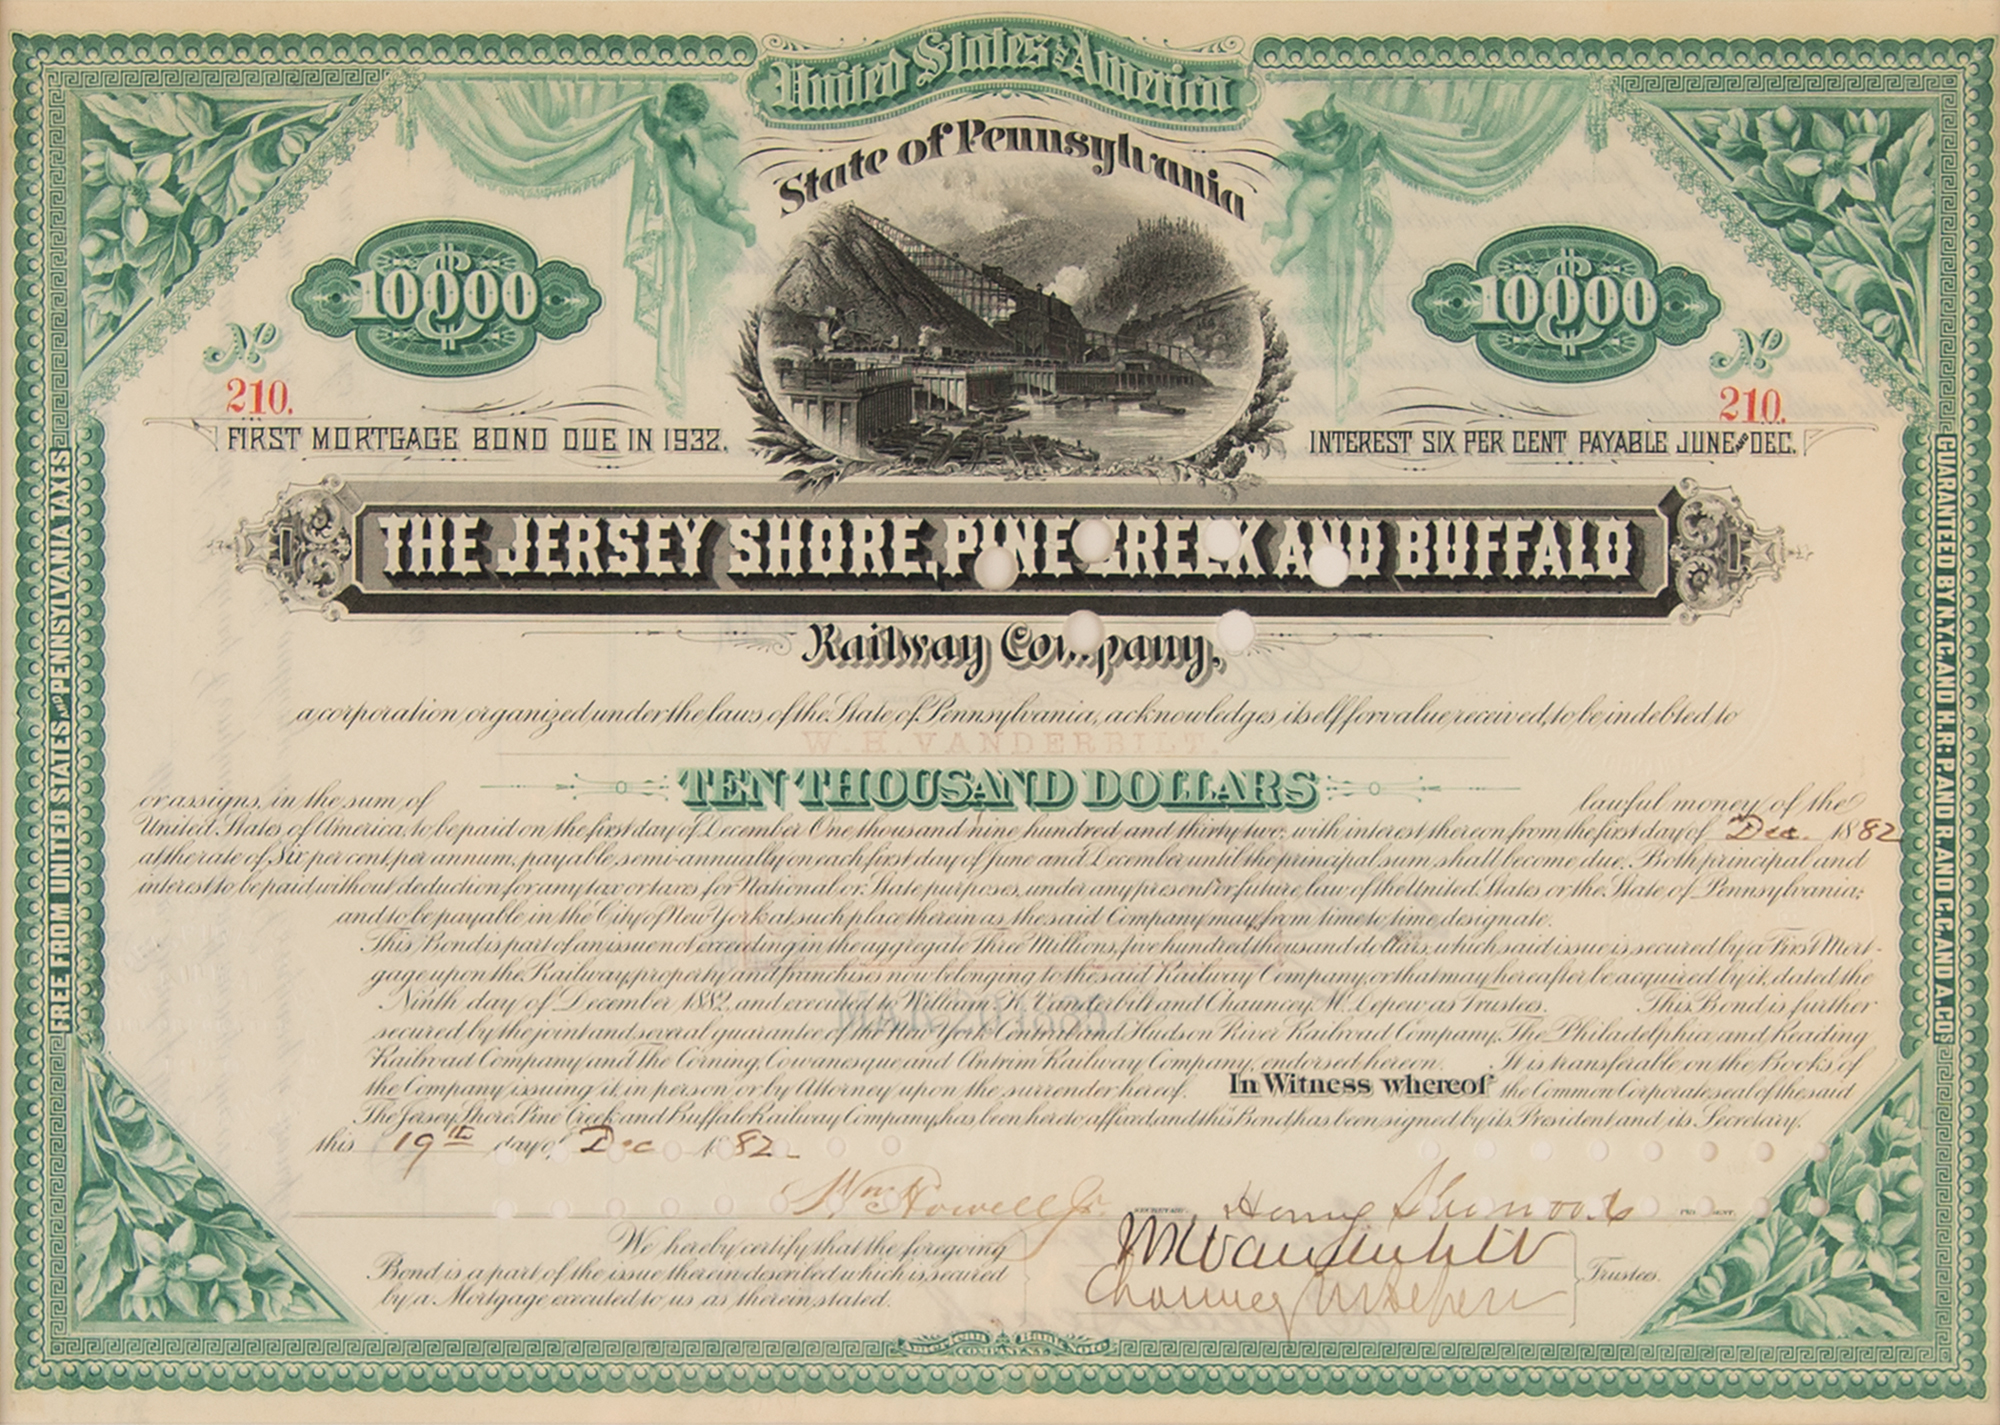 United States of America
State of Pennsylvania
$ 10000
$ 10000
No
No
210.
210.
FIRST MORTGAGE BOND DUE IN 1932.
INTEREST SIX PER CENT PAYABLE JUNE AND DEC.
THE JERSEY SHORE, PINE CREEK AND BUFFALO
Railway Company,
a corporation organized under the laws of the State of Pennsylvania, acknowledges itself for value received, to be indebted to
W. H. VANDERBILT.
or assigns, in the sum of TEN THOUSAND DOLLARS lawful money of the
United States of America, to be paid on the first day of December One thousand nine hundred and thirty two; with interest thereon from the first day of Dec. 1882
at the rate of Six per cent, per annum, payable semi-annually on each first day of June and December until the principal sum shall become due. Both principal and
interest to be paid without deduction for any tax or taxes for National or State purposes, under any present or future law of the United States or the State of Pennsylvania;
and to be payable in the City of New York at such place therein as the said Company may from time to time designate.
This Bond is part of an issue not exceeding in the aggregate Three Millions, five hundred thousand dollars, which said issue is secured by a First Mort-
gage upon the Railway, property and franchises now belonging to the said Railway Company, or that may hereafter be acquired by it, dated the
Ninth day of December 1882, and executed to William K. Vanderbilt and Chauncey M. Depew as Trustees. This Bond is further
secured by the joint and several guarantee of the New York Central and Hudson River Railroad Company, The Philadelphia and Reading
Railroad Company and The Corning, Cowanesque and Antrim Railway Company, endorsed hereon. It is transferable on the Books of
the Company issuing it, in person or by Attorney upon the surrender hereof. In Witness whereof the Common Corporate seal of the said
The Jersey Shore, Pine Creek and Buffalo Railway Company, has been hereto affixed, and this Bond has been signed by its President and its Secretary,
this 19th day of Dec 1882
Wm Howell Jr. SECRETARY. Henry Sherwood PRESIDENT.
We hereby certify that the foregoing
Bond is a part of the issue therein described which is secured
by a Mortgage executed to us as therein stated.
W K Vanderbilt
Chauncey M Depew
Trustees.
FREE FROM UNITED STATES AND PENNSYLVANIA TAXES
GUARANTEED BY N.Y.C. AND H.R.; P. AND R. AND C.C. AND A. COS
American Bank Note
COMPANY N.Y.